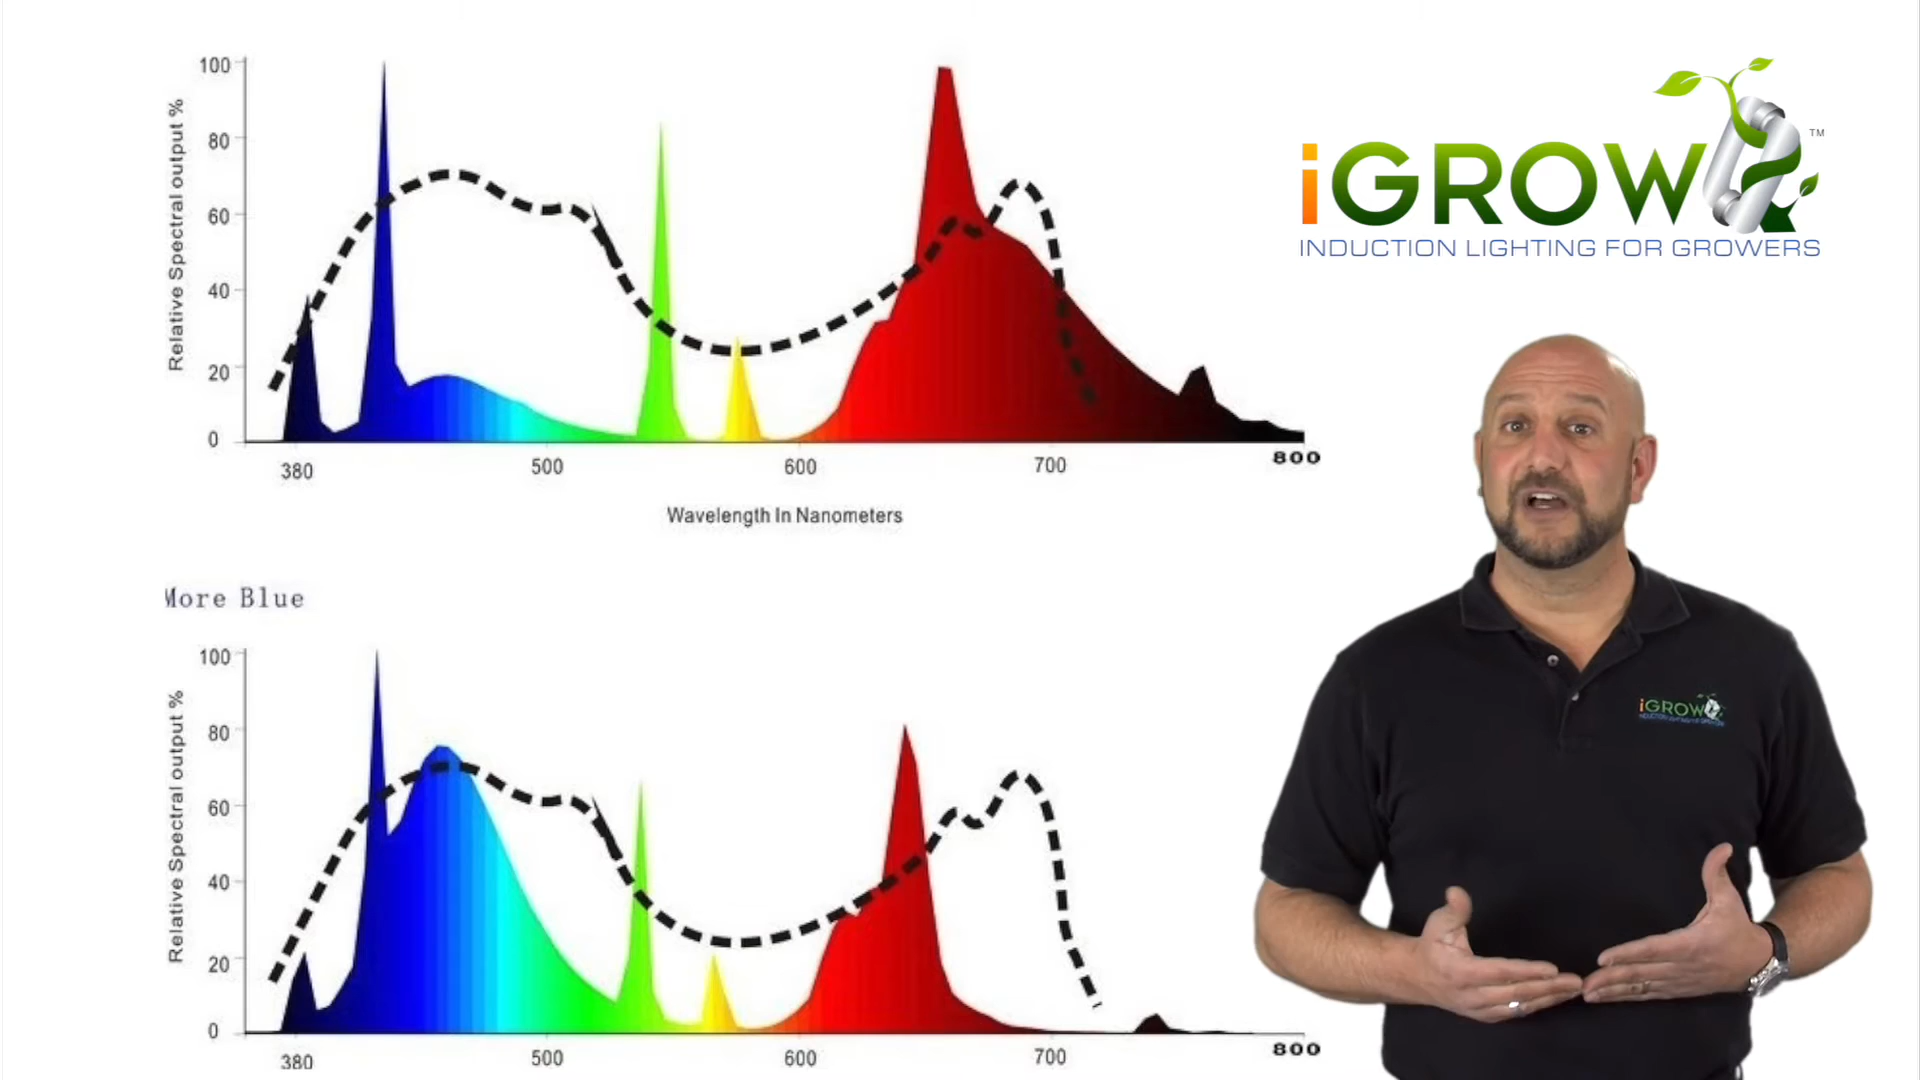 Relative Spectral output %
100
80
60
40
20
0
380 500 600 700 800
Wavelength In Nanometers
iGROW
TM
INDUCTION LIGHTING FOR GROWERS
More Blue
Relative Spectral output %
100
80
60
40
20
0
380 500 600 700 800
iGROW